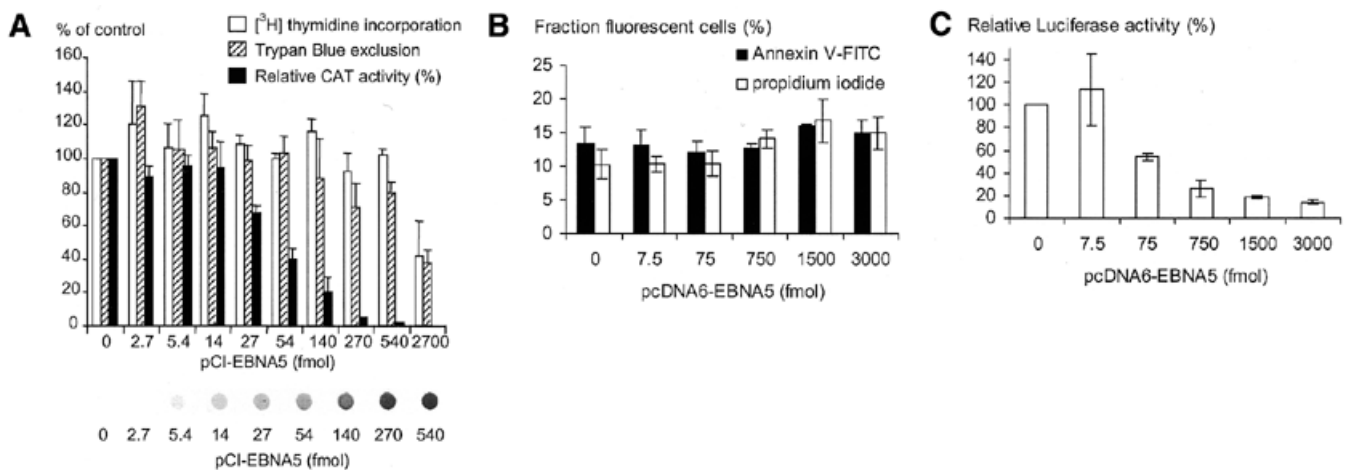 A
% of control
[³H] thymidine incorporation
Trypan Blue exclusion
Relative CAT activity (%)
160
140
120
100
80
60
40
20
0
0 2.7 5.4 14 27 54 140 270 540 2700
pCI-EBNA5 (fmol)
0 2.7 5.4 14 27 54 140 270 540
pCI-EBNA5 (fmol)
B
Fraction fluorescent cells (%)
Annexin V-FITC
propidium iodide
25
20
15
10
5
0
0 7.5 75 750 1500 3000
pcDNA6-EBNA5 (fmol)
C
Relative Luciferase activity (%)
140
120
100
80
60
40
20
0
0 7.5 75 750 1500 3000
pcDNA6-EBNA5 (fmol)